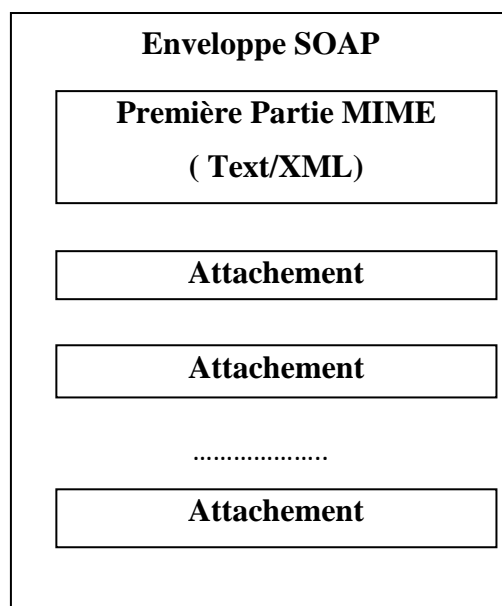 Enveloppe SOAP
Première Partie MIME
( Text/XML)
Attachement
Attachement
………………..
Attachement